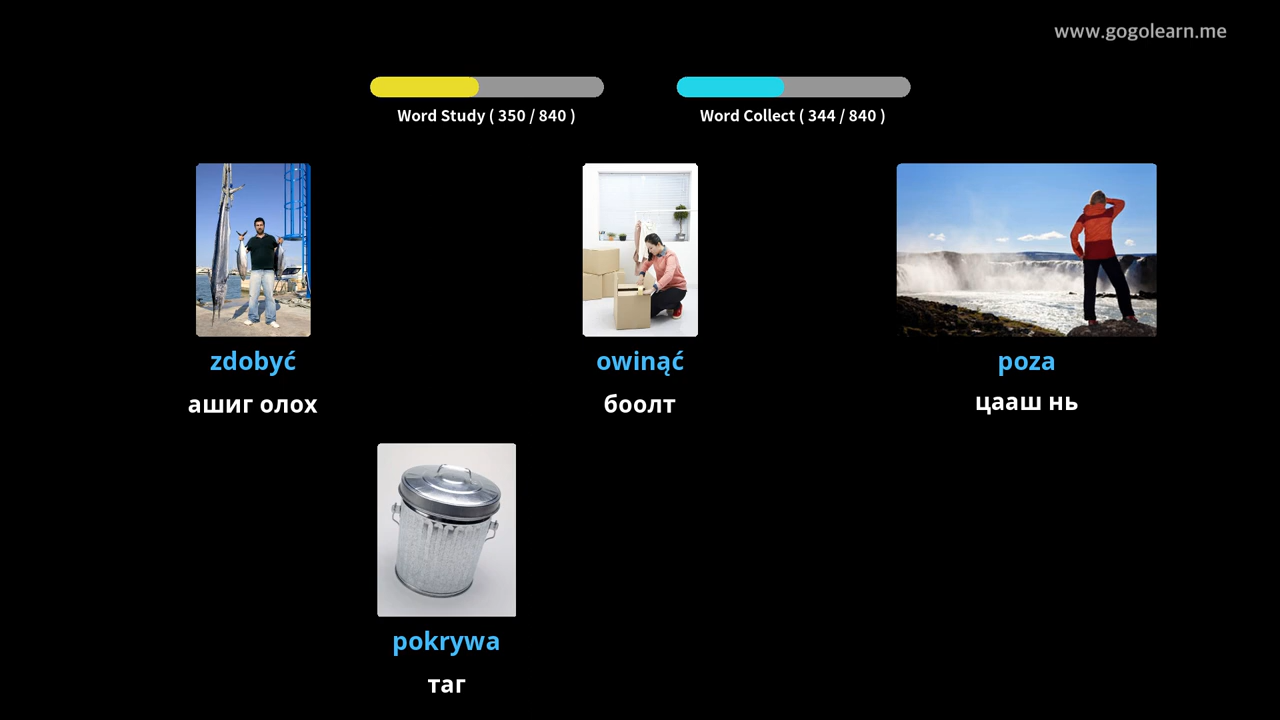 www.gogolearn.me
Word Study ( 350 / 840 )
Word Collect ( 344 / 840 )
zdobyć
owinąć
poza
ашиг олох
боолт
цааш нь
pokrywa
таг